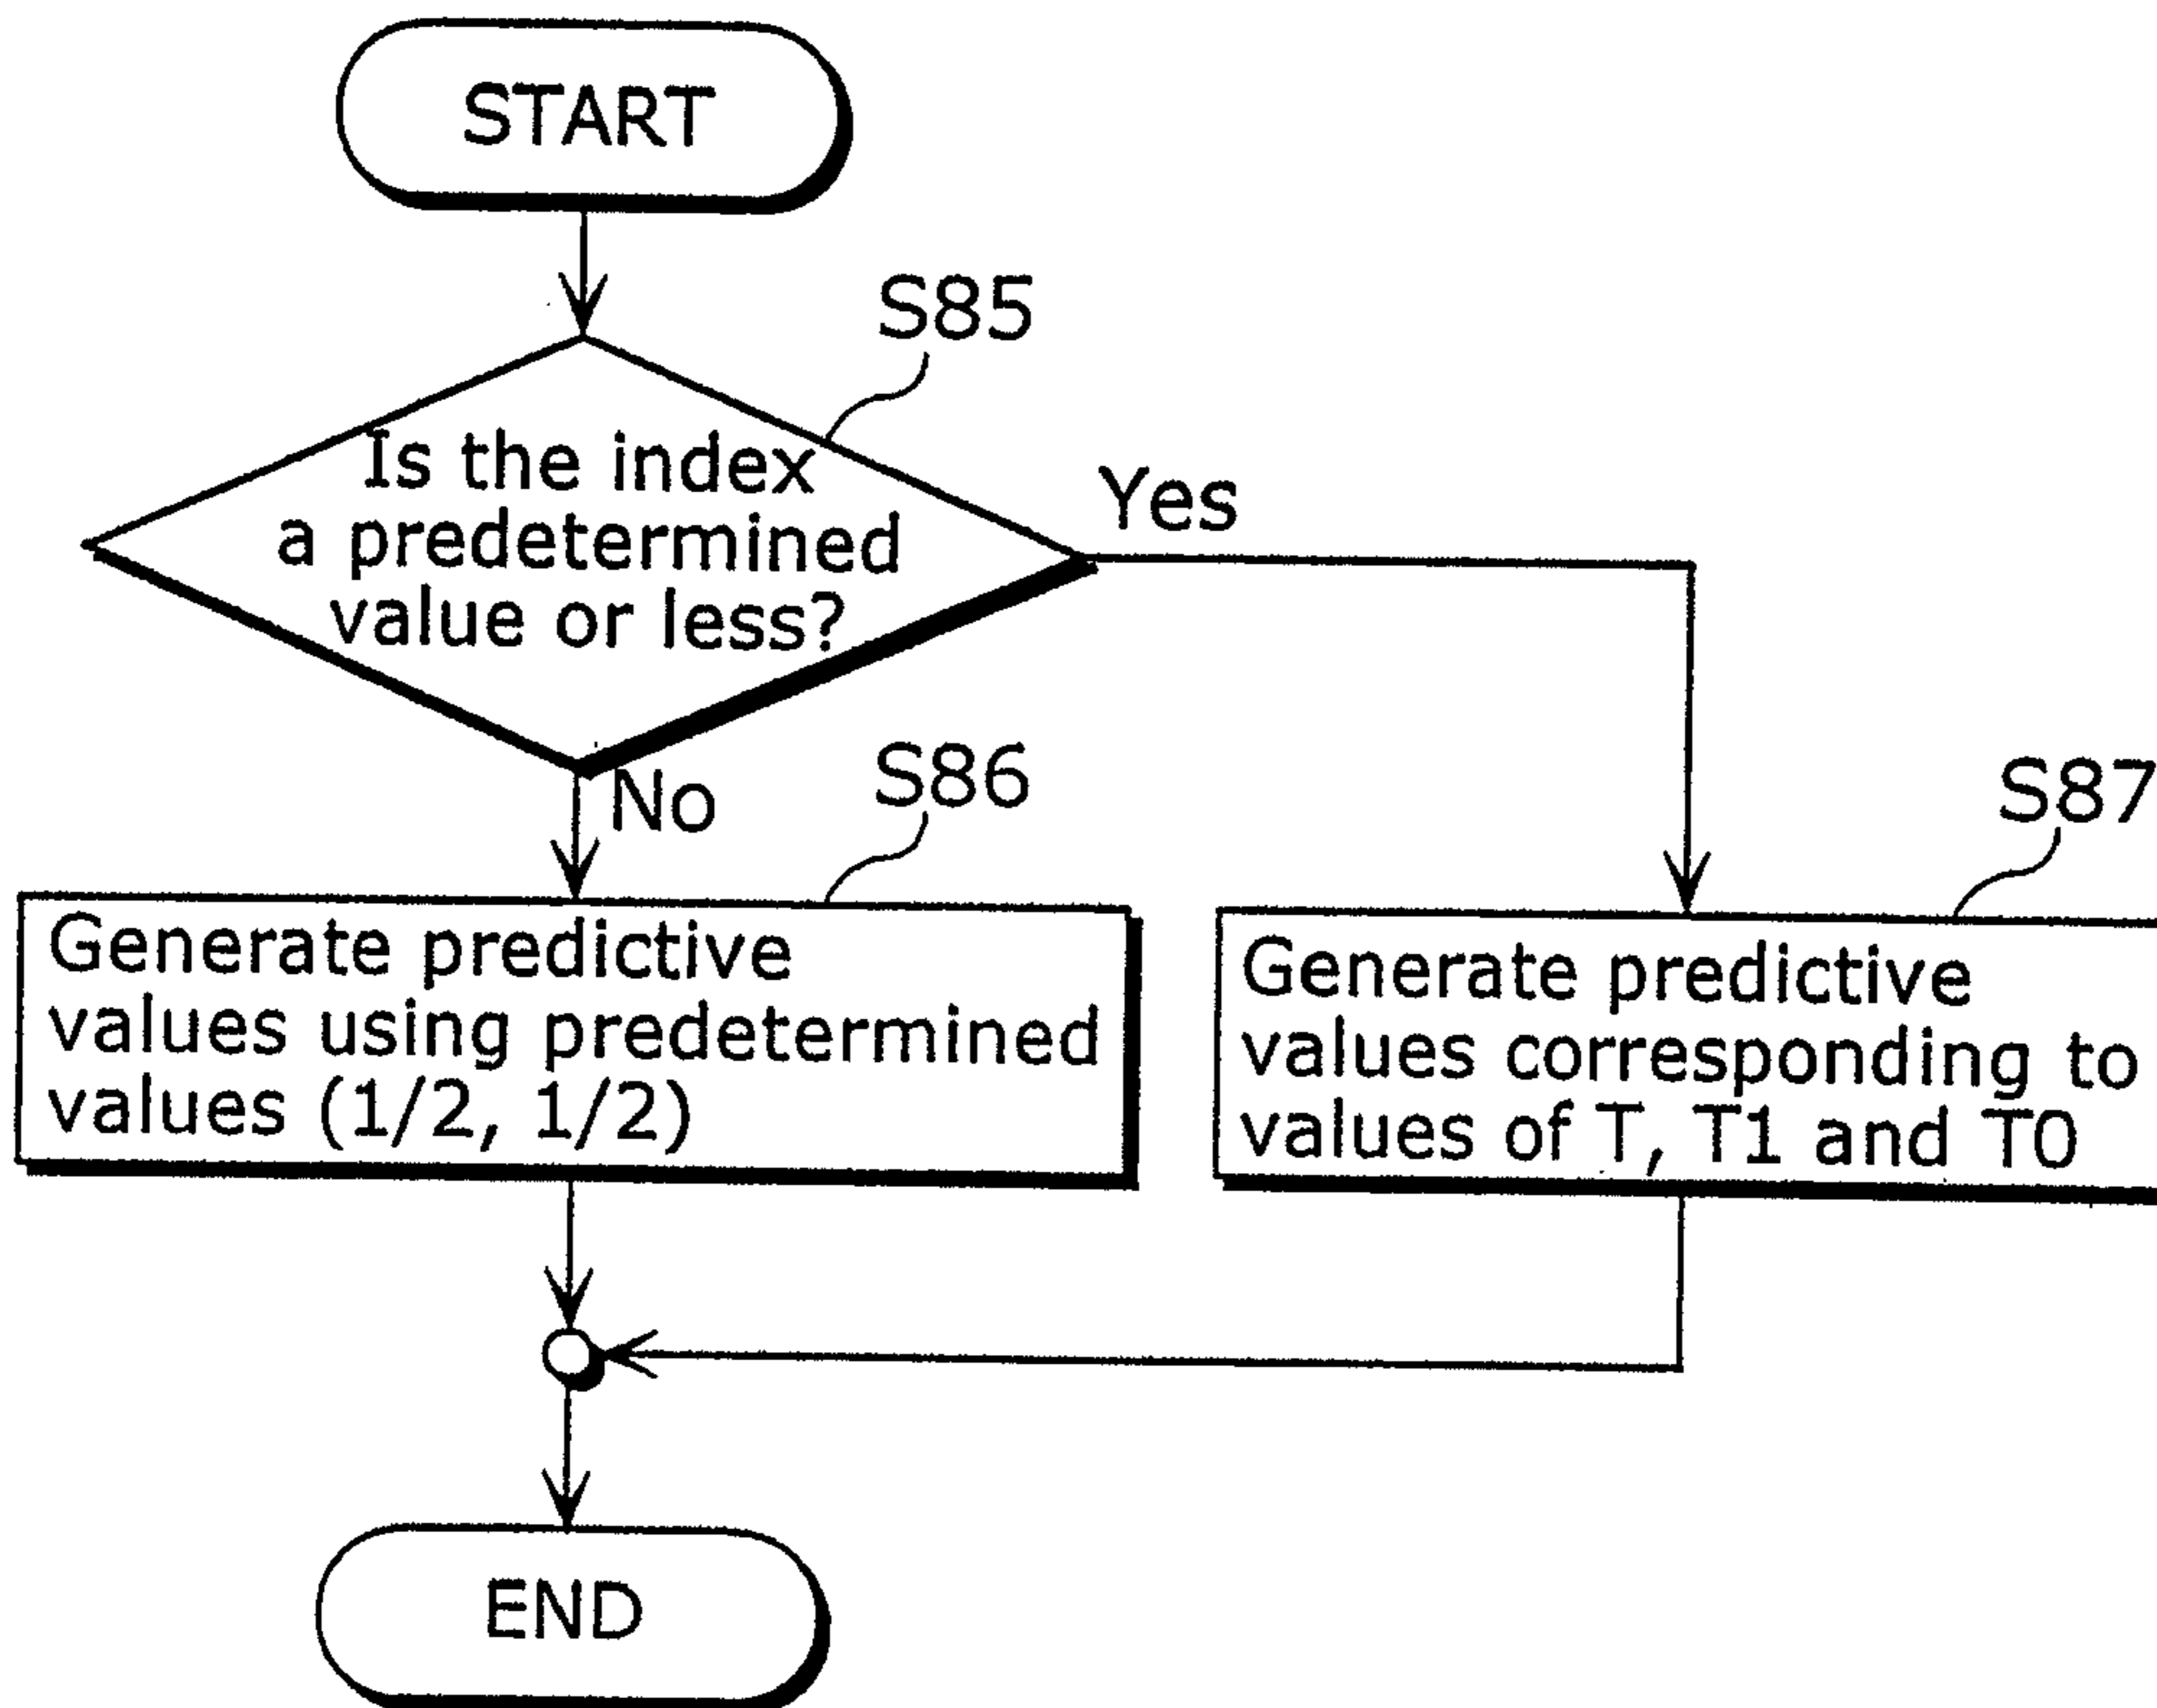 START
S85
Is the index
a predetermined
value or less?
Yes
No
S86
S87
Generate predictive
values using predetermined
values (1/2, 1/2)
Generate predictive
values corresponding to
values of T, T1 and T0
END